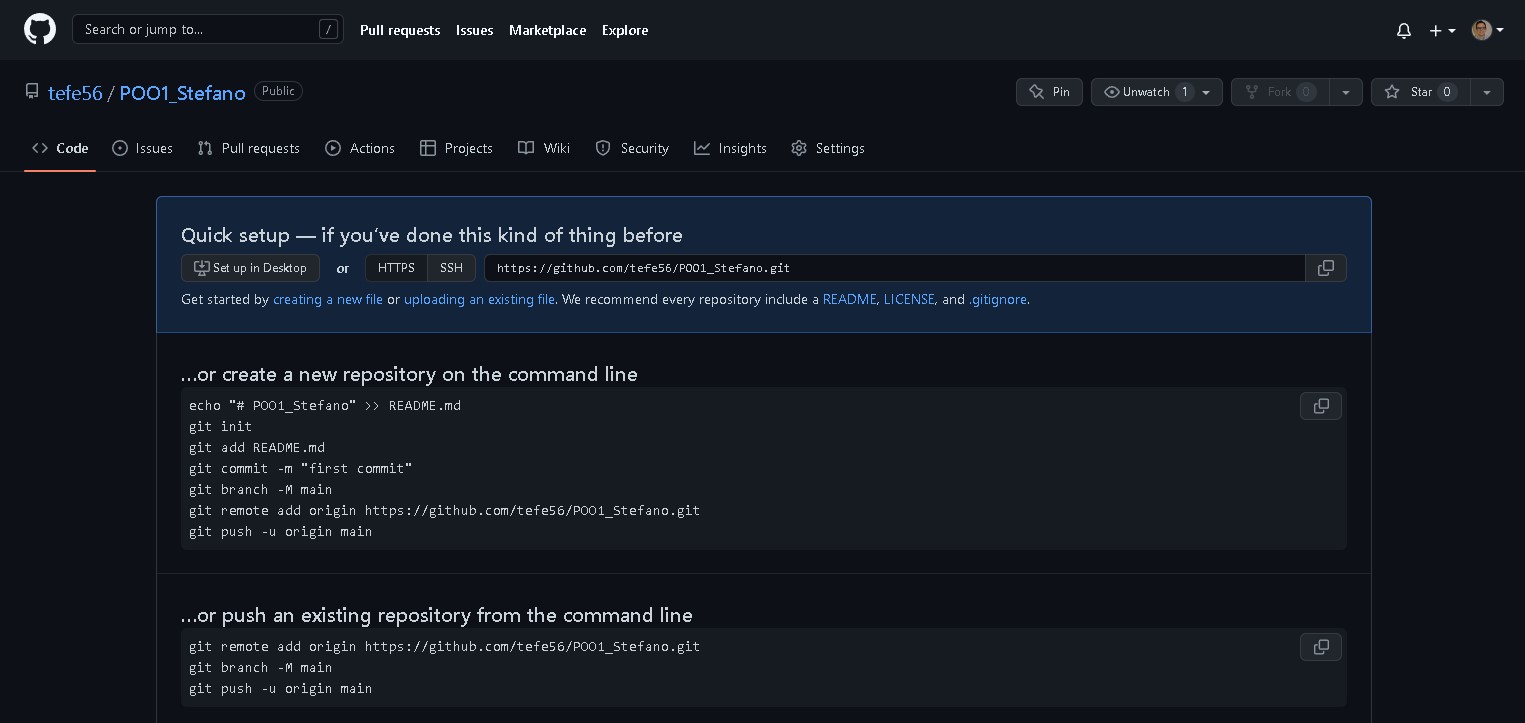 Search or jump to... /
Pull requests
Issues
Marketplace
Explore
tefe56 / POO1_Stefano Public
Pin
Unwatch 1
Fork 0
Star 0
Code
Issues
Pull requests
Actions
Projects
Wiki
Security
Insights
Settings
Quick setup — if you’ve done this kind of thing before
Set up in Desktop or HTTPS SSH https://github.com/tefe56/POO1_Stefano.git
Get started by creating a new file or uploading an existing file. We recommend every repository include a README, LICENSE, and .gitignore.
…or create a new repository on the command line
echo "# POO1_Stefano" >> README.md
git init
git add README.md
git commit -m "first commit"
git branch -M main
git remote add origin https://github.com/tefe56/POO1_Stefano.git
git push -u origin main
…or push an existing repository from the command line
git remote add origin https://github.com/tefe56/POO1_Stefano.git
git branch -M main
git push -u origin main